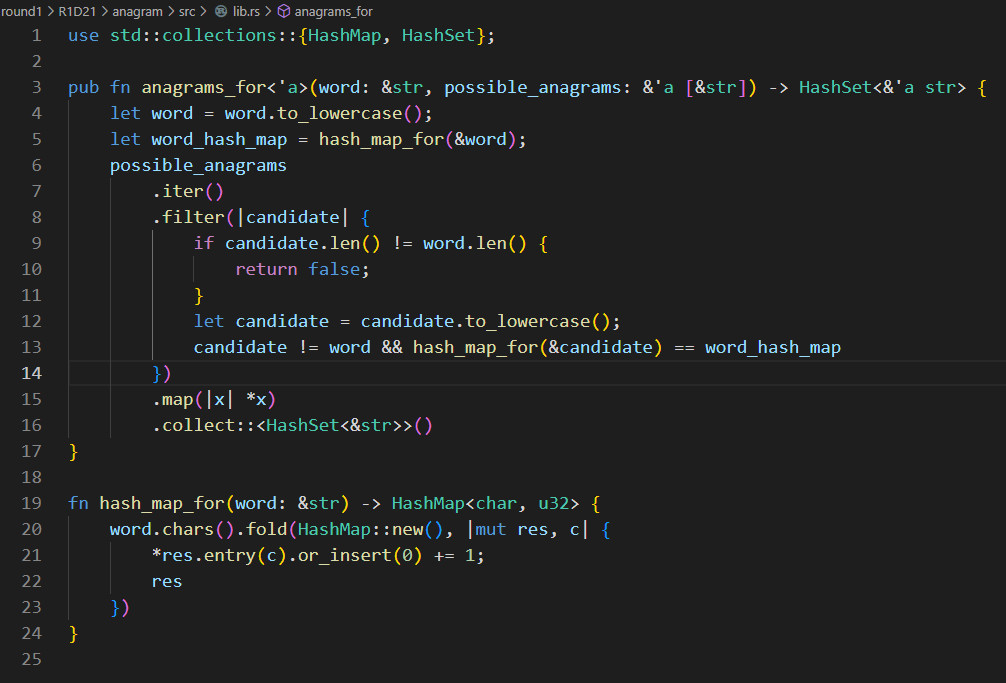 round1 > R1D21 > anagram > src > lib.rs > anagrams_for
1 use std::collections::{HashMap, HashSet};
2
3 pub fn anagrams_for<'a>(word: &str, possible_anagrams: &'a [&str]) -> HashSet<&'a str> {
4     let word = word.to_lowercase();
5     let word_hash_map = hash_map_for(&word);
6     possible_anagrams
7         .iter()
8         .filter(|candidate| {
9             if candidate.len() != word.len() {
10                 return false;
11             }
12             let candidate = candidate.to_lowercase();
13             candidate != word && hash_map_for(&candidate) == word_hash_map
14         })
15         .map(|x| *x)
16         .collect::<HashSet<&str>>()
17 }
18
19 fn hash_map_for(word: &str) -> HashMap<char, u32> {
20     word.chars().fold(HashMap::new(), |mut res, c| {
21         *res.entry(c).or_insert(0) += 1;
22         res
23     })
24 }
25